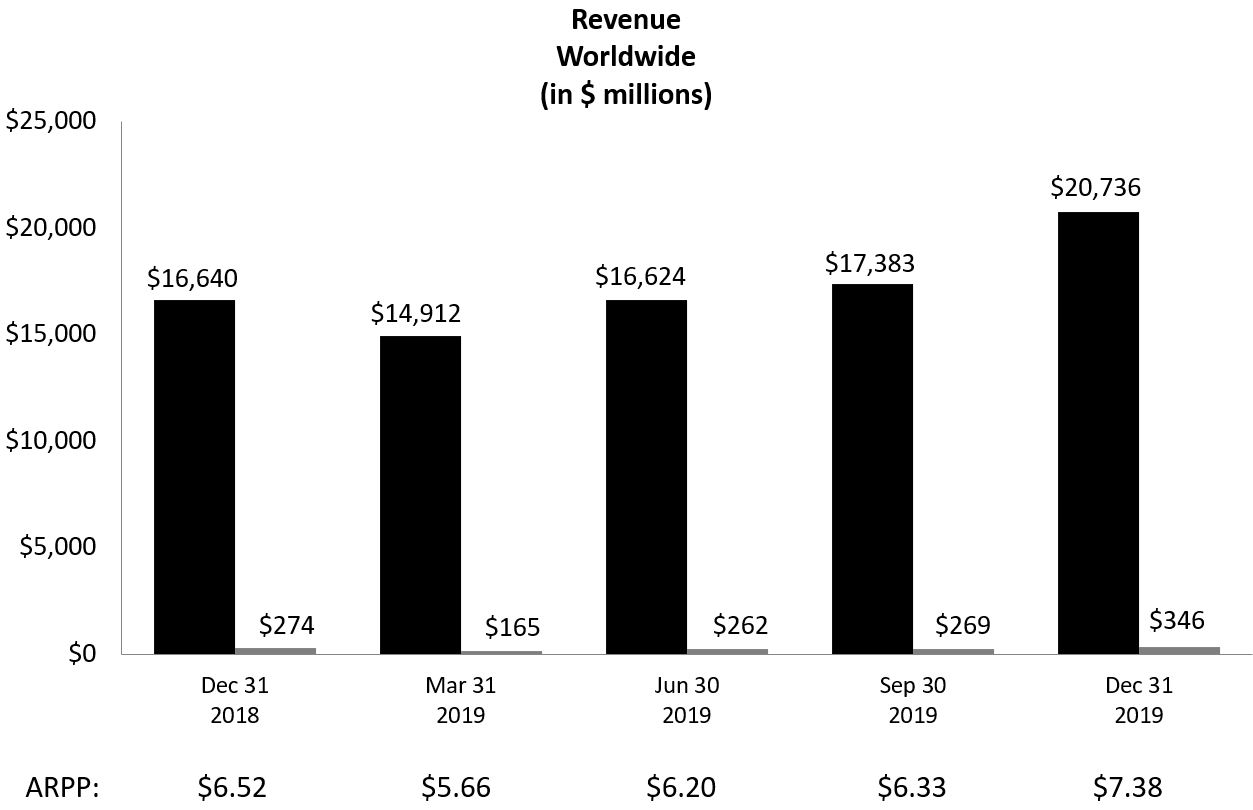 Revenue
Worldwide
(in $ millions)
$25,000
$20,000
$15,000
$10,000
$5,000
$0
$16,640
$274
$14,912
$165
$16,624
$262
$17,383
$269
$20,736
$346
Dec 31
2018
Mar 31
2019
Jun 30
2019
Sep 30
2019
Dec 31
2019
ARPP: $6.52 $5.66 $6.20 $6.33 $7.38